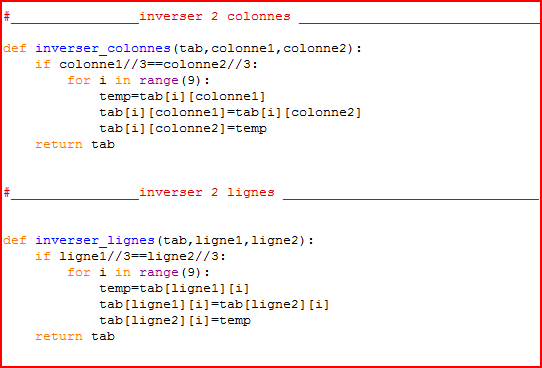 #________________inverser 2 colonnes _______________________________
def inverser_colonnes(tab,colonne1,colonne2):
    if colonne1//3==colonne2//3:
        for i in range(9):
            temp=tab[i][colonne1]
            tab[i][colonne1]=tab[i][colonne2]
            tab[i][colonne2]=temp
    return tab
#________________inverser 2 lignes ________________________________
def inverser_lignes(tab,ligne1,ligne2):
    if ligne1//3==ligne2//3:
        for i in range(9):
            temp=tab[ligne1][i]
            tab[ligne1][i]=tab[ligne2][i]
            tab[ligne2][i]=temp
    return tab